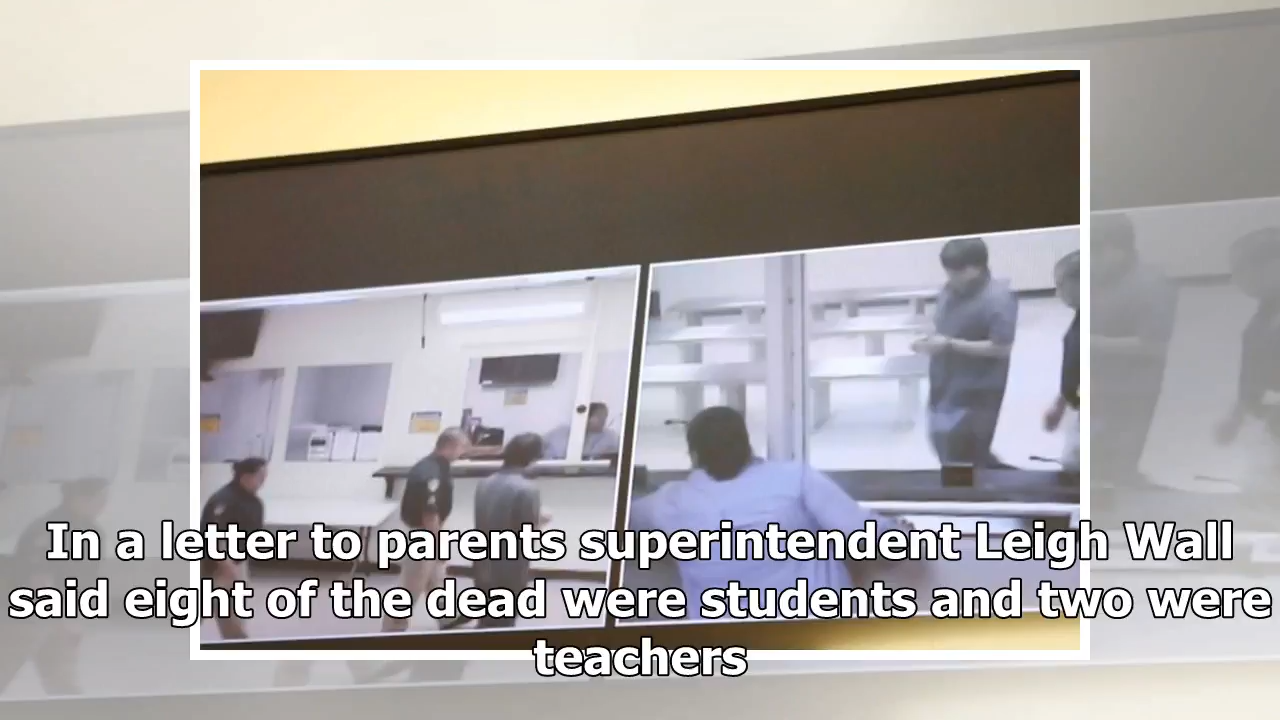 In a letter to parents superintendent Leigh Wall
said eight of the dead were students and two were
teachers